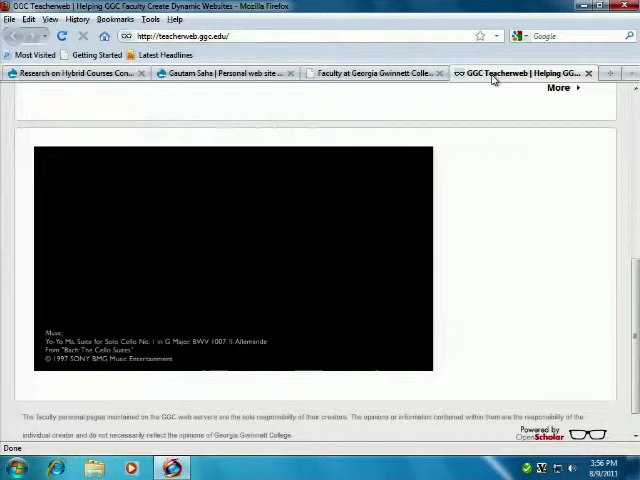 GGC Teacherweb | Helping GGC Faculty Create Dynamic Websites - Mozilla Firefox
File Edit View History Bookmarks Tools Help
http://teacherweb.ggc.edu/
Google
Most Visited Getting Started Latest Headlines
Research on Hybrid Courses Con... Gautam Saha | Personal web site ... Faculty at Georgia Gwinnett Colle... GGC Teacherweb | Helping GG...
More
Music:
Yo-Yo Ma, Suite for Solo Cello No. 1 in G Major, BWV 1007: II. Allemande
From "Bach: The Cello Suites"
© 1997 SONY BMG Music Entertainment
The faculty personal pages maintained on the GGC web servers are the sole responsibility of their creators. The opinions or information contained within them are the responsibility of the
individual creator and do not necessarily reflect the opinions of Georgia Gwinnett College
Powered by
OpenScholar
Done
3:56 PM
8/9/2011